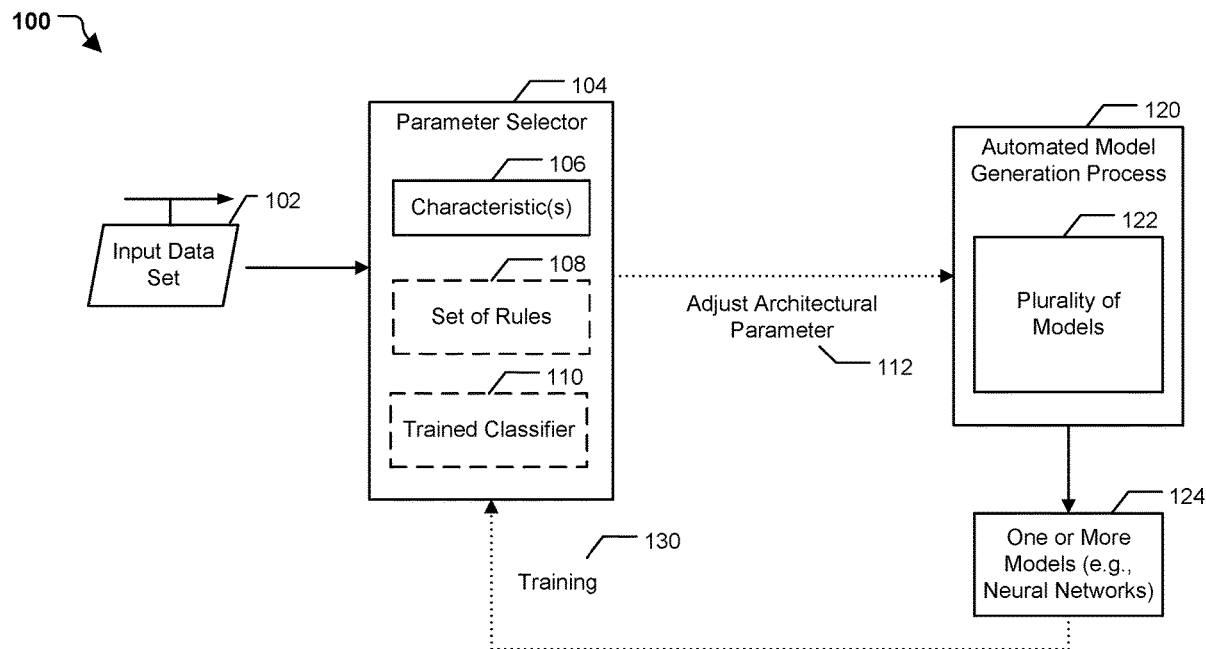 100
104
Parameter Selector
106
Characteristic(s)
102
Input Data
Set
108
Set of Rules
110
Trained Classifier
Adjust Architectural
Parameter
112
120
Automated Model
Generation Process
122
Plurality of
Models
124
One or More
Models (e.g.,
Neural Networks)
130
Training